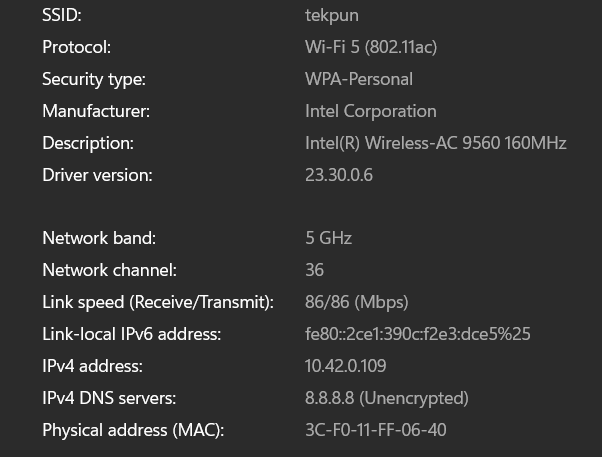 SSID: tekpun
Protocol: Wi-Fi 5 (802.11ac)
Security type: WPA-Personal
Manufacturer: Intel Corporation
Description: Intel(R) Wireless-AC 9560 160MHz
Driver version: 23.30.0.6
Network band: 5 GHz
Network channel: 36
Link speed (Receive/Transmit): 86/86 (Mbps)
Link-local IPv6 address: fe80::2ce1:390c:f2e3:dce5%25
IPv4 address: 10.42.0.109
IPv4 DNS servers: 8.8.8.8 (Unencrypted)
Physical address (MAC): 3C-F0-11-FF-06-40